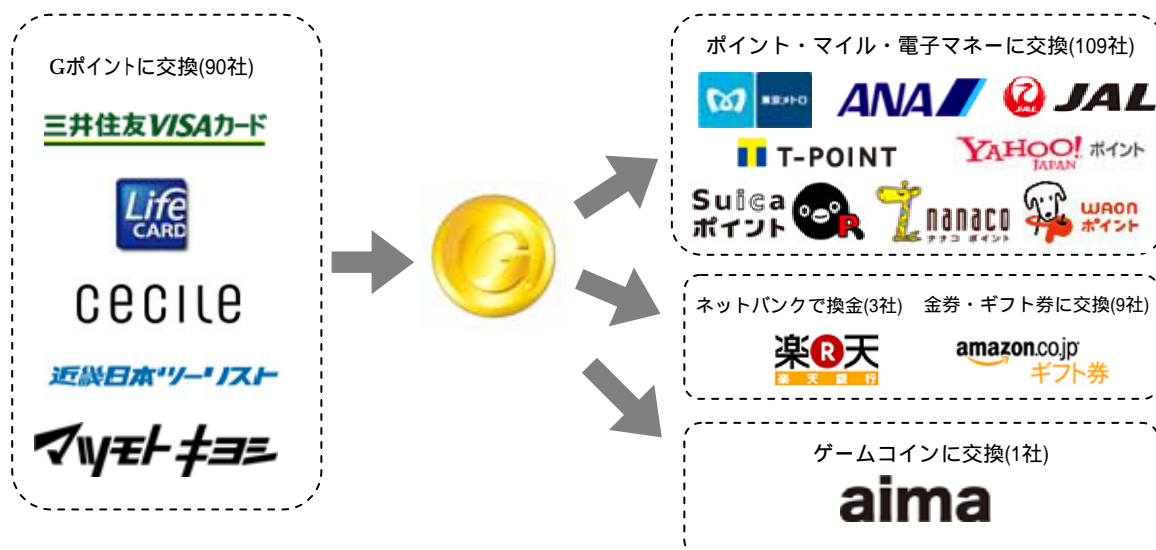 Gポイントに交換(90社)
三井住友VISAカード
Life
CARD
cecile
近畿日本ツーリスト
マツモトキヨシ
G
ポイント・マイル・電子マネーに交換(109社)
東京メトロ
ANA
JAL
JAL
T-POINT
YAHOO!
JAPAN
ポイント
Suica
ポイント
R
nanaco
ナナコ ポイント
WAON
ポイント
ネットバンクで換金(3社)
楽R天
楽天銀行
金券・ギフト券に交換(9社)
amazon.co.jp
ギフト券
ゲームコインに交換(1社)
aima